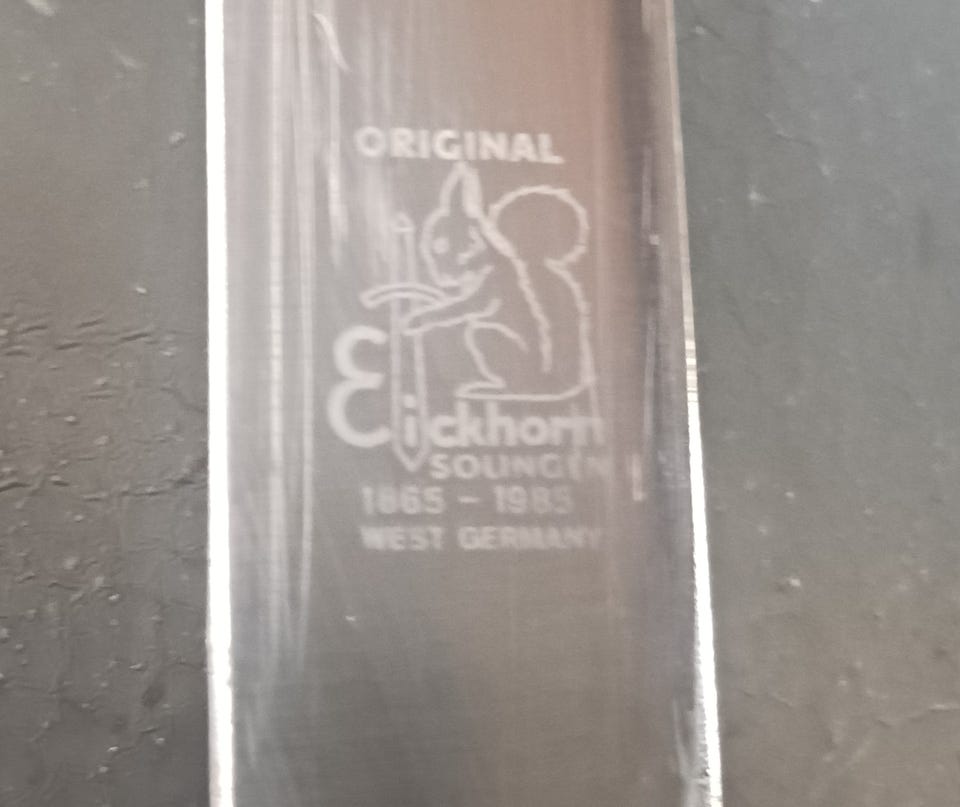 ORIGINAL
Eickhorn
SOLINGEN
1865 - 1985
WEST GERMANY